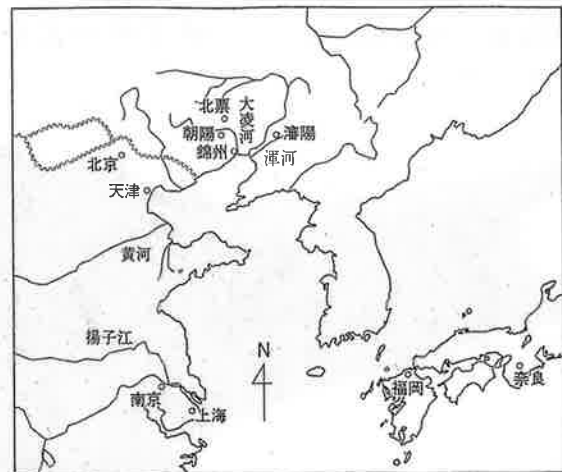 北票
大凌河
朝陽
瀋陽
錦州
渾河
北京
天津
黄河
揚子江
N
南京
上海
福岡
奈良